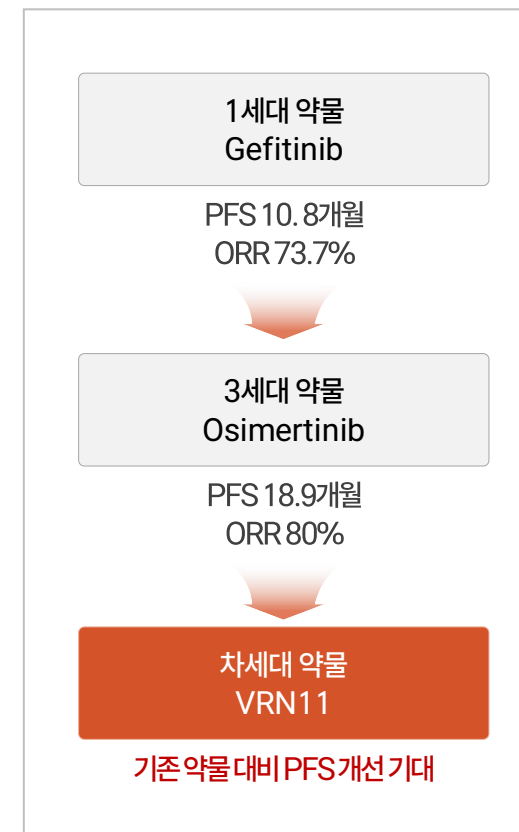 1세대 약물
Gefitinib
PFS 10. 8개월
ORR 73.7%
3세대 약물
Osimertinib
PFS 18.9개월
ORR 80%
차세대 약물
VRN11
기존 약물 대비 PFS 개선 기대